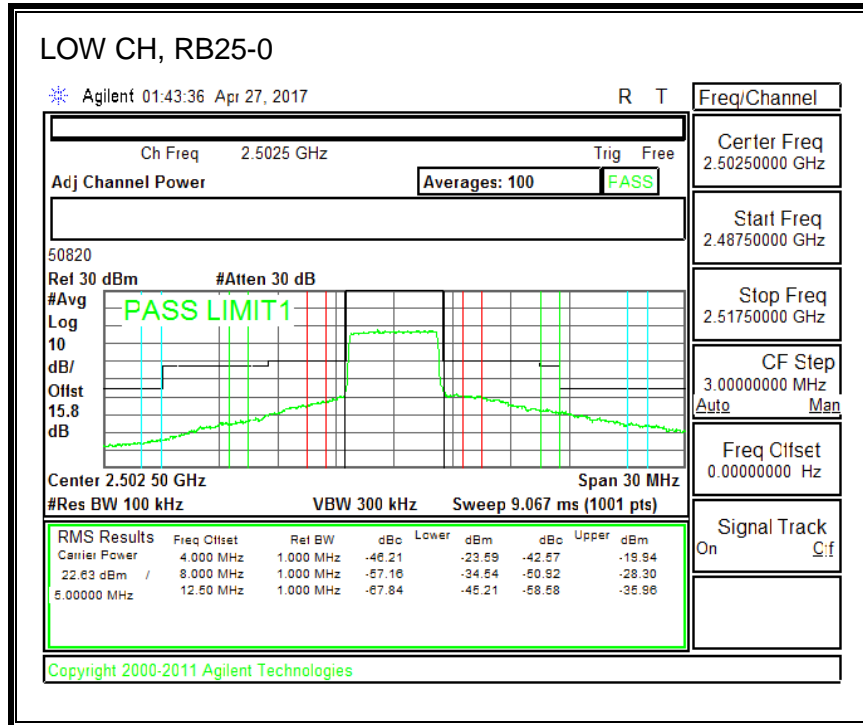 LOW CH, RB25-0
Agilent 01:43:36 Apr 27, 2017 R T
Freq/Channel
Ch Freq 2.5025 GHz Trig Free
Adj Channel Power Averages: 100 PASS
Center Freq
2.50250000 GHz
Start Freq
2.48750000 GHz
Stop Freq
2.51750000 GHz
CF Step
3.00000000 MHz
Auto Man
Freq Offset
0.00000000 Hz
Signal Track
On Off
50820
Ref 30 dBm #Atten 30 dB
#Avg
Log
10
dB/
Offst
15.8
dB
PASS LIMIT1
Center 2.502 50 GHz Span 30 MHz
#Res BW 100 kHz VBW 300 kHz Sweep 9.067 ms (1001 pts)
RMS Results Freq Offset Ref BW dBc Lower dBm dBc Upper dBm
Carrier Power 4.000 MHz 1.000 MHz -46.21 -23.59 -42.57 -19.94
22.63 dBm / 8.000 MHz 1.000 MHz -57.16 -34.54 -50.92 -28.30
5.00000 MHz 12.50 MHz 1.000 MHz -67.84 -45.21 -58.58 -35.96
Copyright 2000-2011 Agilent Technologies